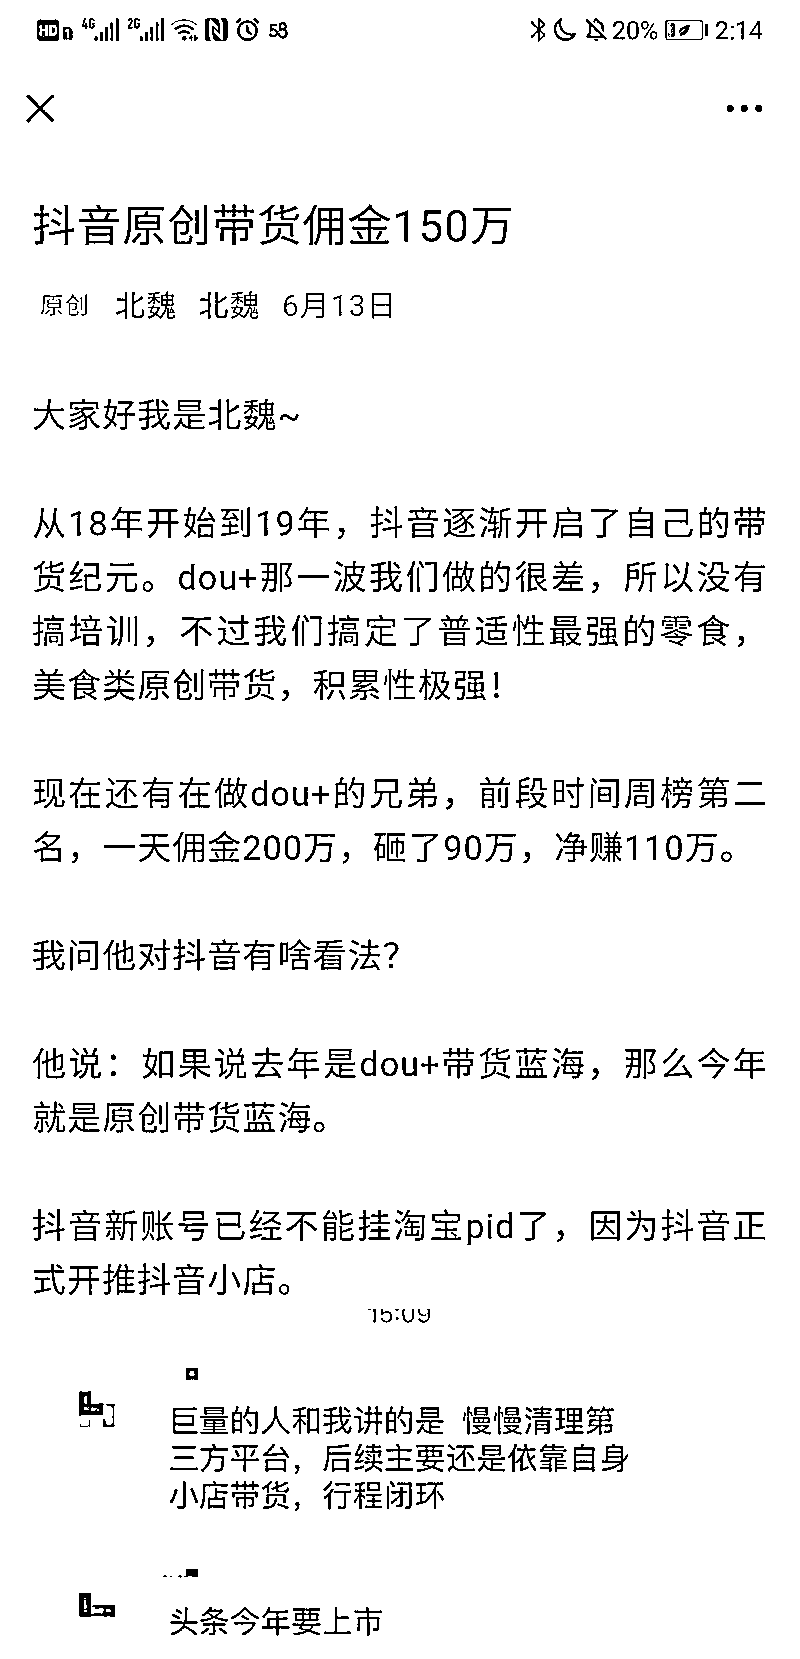 HD 4G 2G 58 20% 2:14
抖音原创带货佣金150万
原创 北魏 北魏 6月13日
大家好我是北魏~
从18年开始到19年，抖音逐渐开启了自己的带
货纪元。dou+那一波我们做的很差，所以没有
搞培训，不过我们搞定了普适性最强的零食，
美食类原创带货，积累性极强！
现在还有在做dou+的兄弟，前段时间周榜第二
名，一天佣金200万，砸了90万，净赚110万。
我问他对抖音有啥看法？
他说：如果说去年是dou+带货蓝海，那么今年
就是原创带货蓝海。
抖音新账号已经不能挂淘宝pid了，因为抖音正
式开推抖音小店。
15:09
巨量的人和我讲的是 慢慢清理第
三方平台，后续主要还是依靠自身
小店带货，行程闭环
头条今年要上市